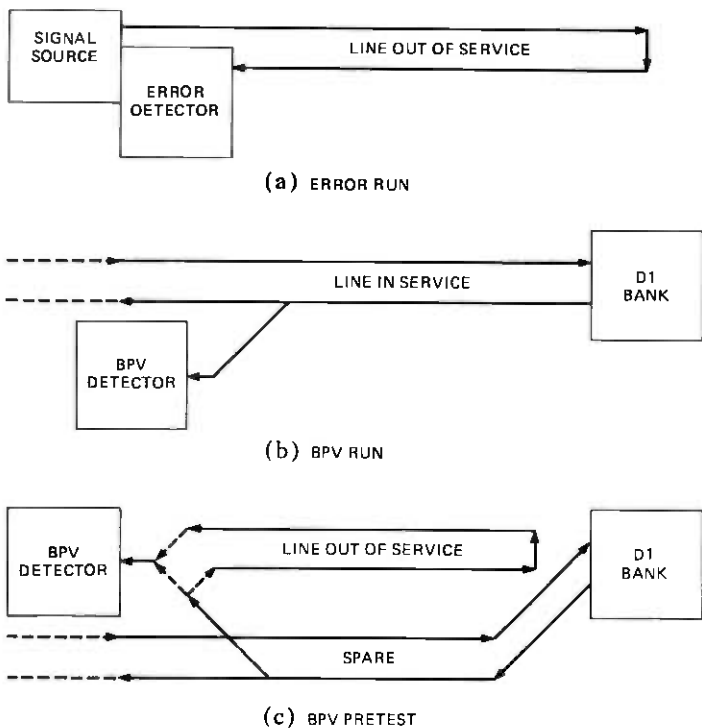 SIGNAL
SOURCE
LINE OUT OF SERVICE
ERROR
DETECTOR
(a) ERROR RUN
LINE IN SERVICE
D1
BANK
BPV
DETECTOR
(b) BPV RUN
BPV
DETECTOR
LINE OUT OF SERVICE
D1
BANK
SPARE
(c) BPV PRETEST